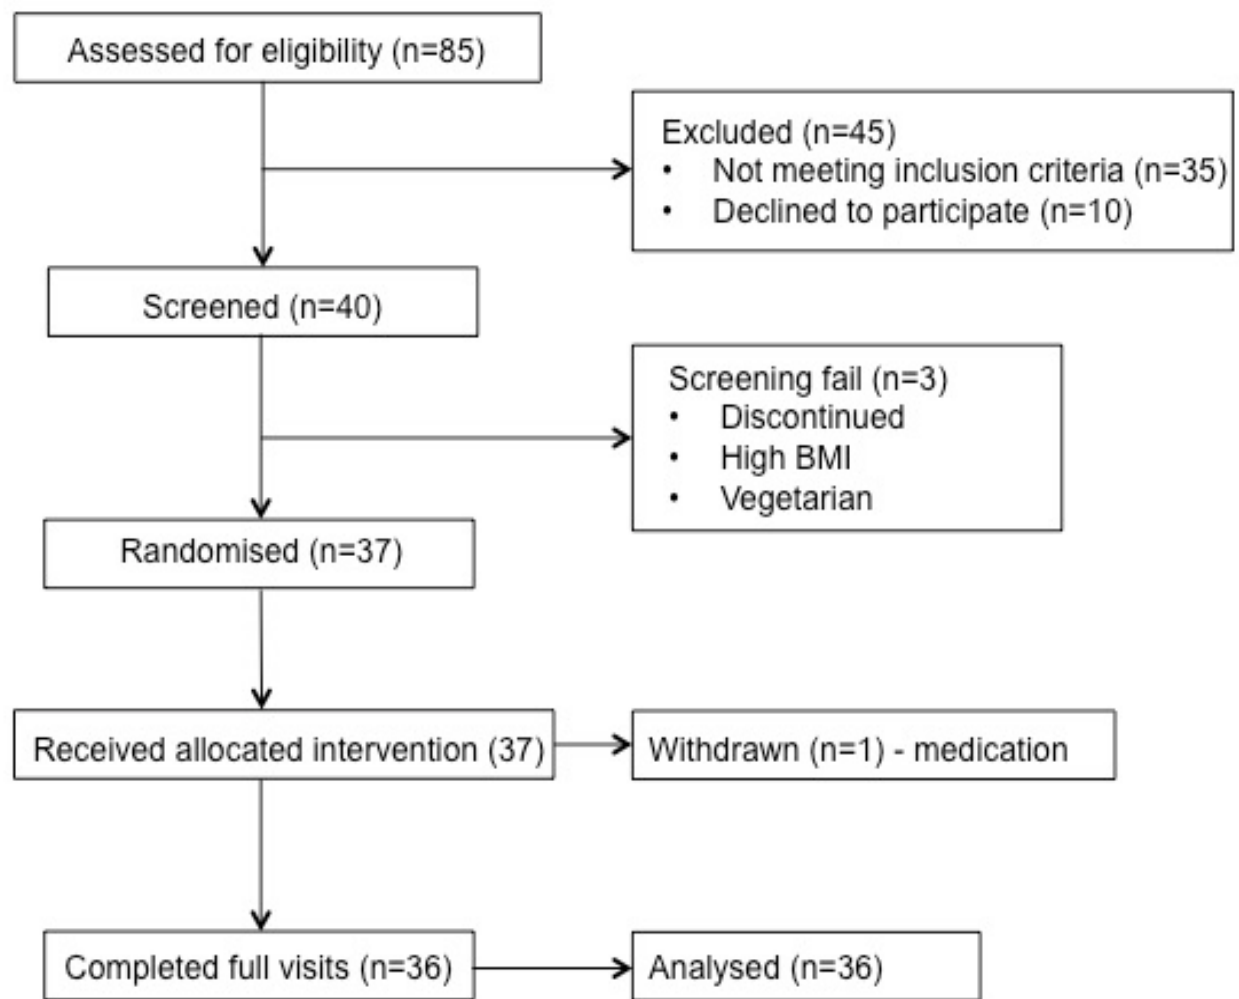 Assessed for eligibility (n=85)
Excluded (n=45)
• Not meeting inclusion criteria (n=35)
• Declined to participate (n=10)
Screened (n=40)
Screening fail (n=3)
• Discontinued
• High BMI
• Vegetarian
Randomised (n=37)
Received allocated intervention (37)
Withdrawn (n=1) - medication
Completed full visits (n=36)
Analysed (n=36)